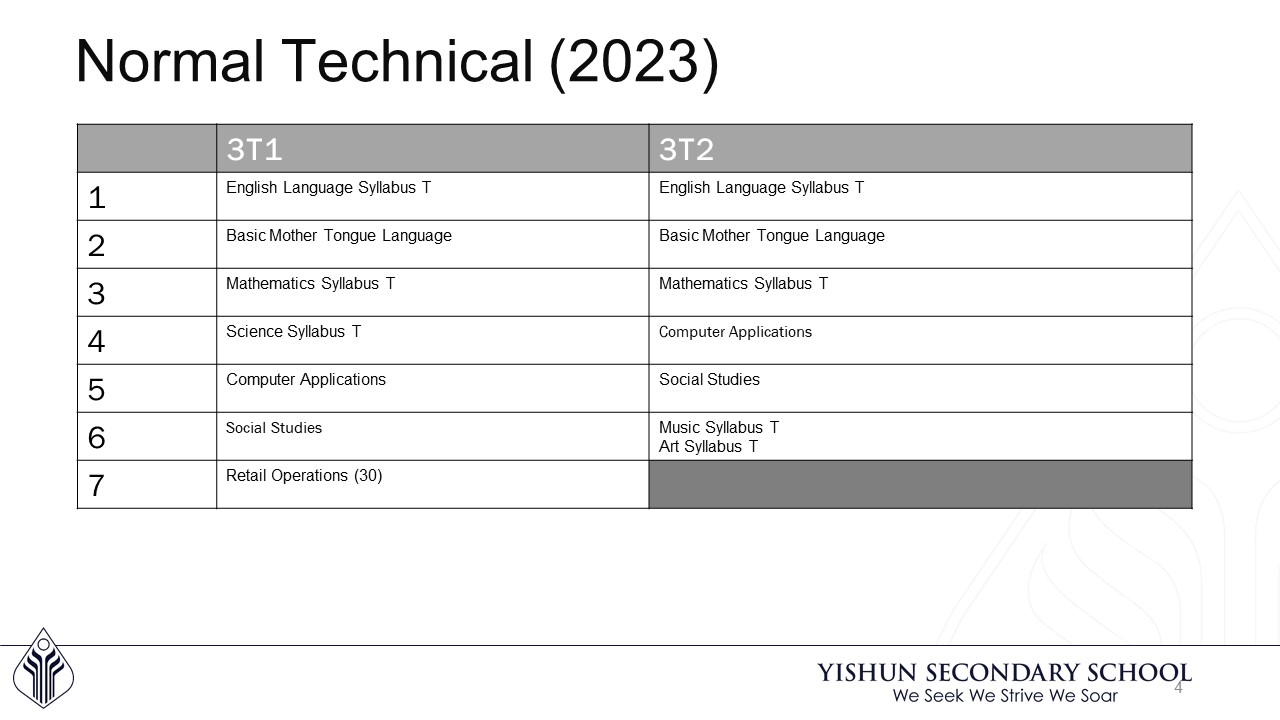 Normal Technical (2023)
3T1 3T2
1 English Language Syllabus T English Language Syllabus T
2 Basic Mother Tongue Language Basic Mother Tongue Language
3 Mathematics Syllabus T Mathematics Syllabus T
4 Science Syllabus T Computer Applications
5 Computer Applications Social Studies
6 Social Studies Music Syllabus T
Art Syllabus T
7 Retail Operations (30)
YISHUN SECONDARY SCHOOL
We Seek We Strive We Soar
4